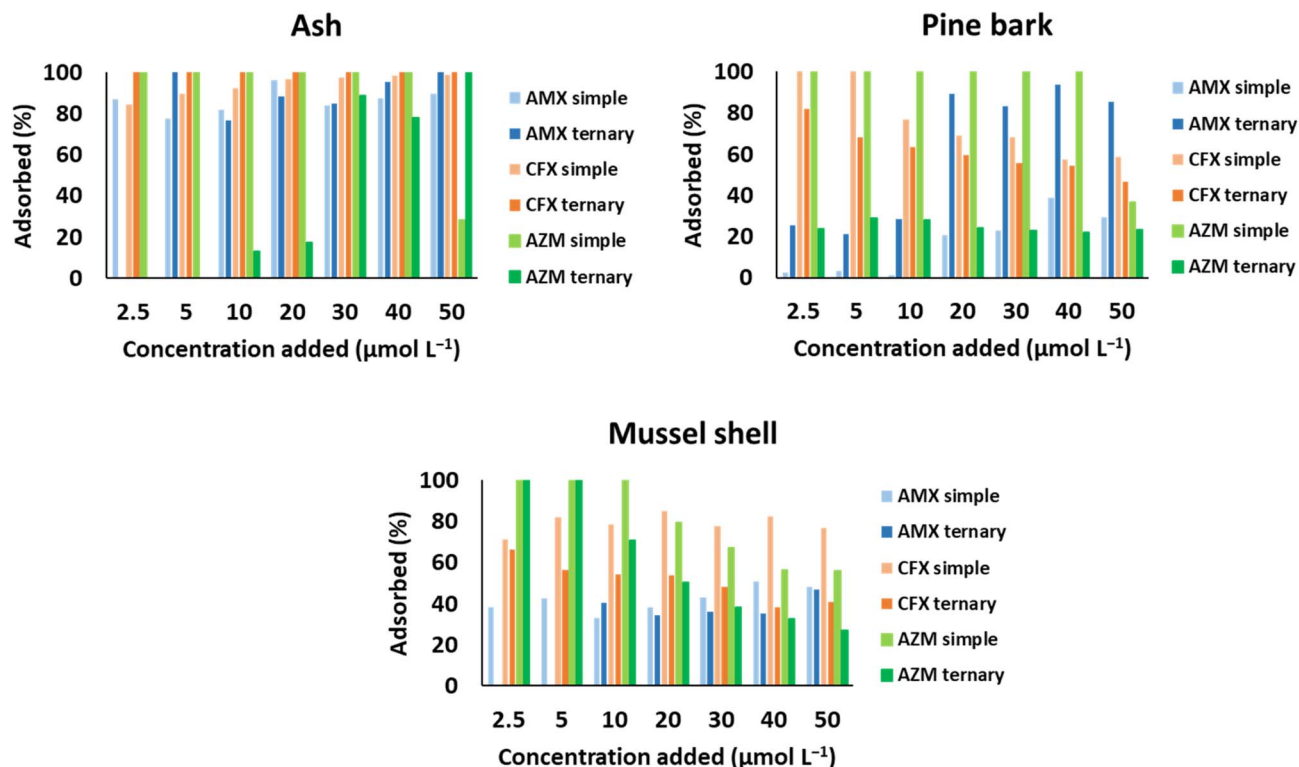 Ash
Adsorbed (%)
100
80
60
40
20
0
2.5 5 10 20 30 40 50
Concentration added (µmol L⁻¹)
AMX simple
AMX ternary
CFX simple
CFX ternary
AZM simple
AZM ternary
Pine bark
Adsorbed (%)
100
80
60
40
20
0
2.5 5 10 20 30 40 50
Concentration added (µmol L⁻¹)
AMX simple
AMX ternary
CFX simple
CFX ternary
AZM simple
AZM ternary
Mussel shell
Adsorbed (%)
100
80
60
40
20
0
2.5 5 10 20 30 40 50
Concentration added (µmol L⁻¹)
AMX simple
AMX ternary
CFX simple
CFX ternary
AZM simple
AZM ternary